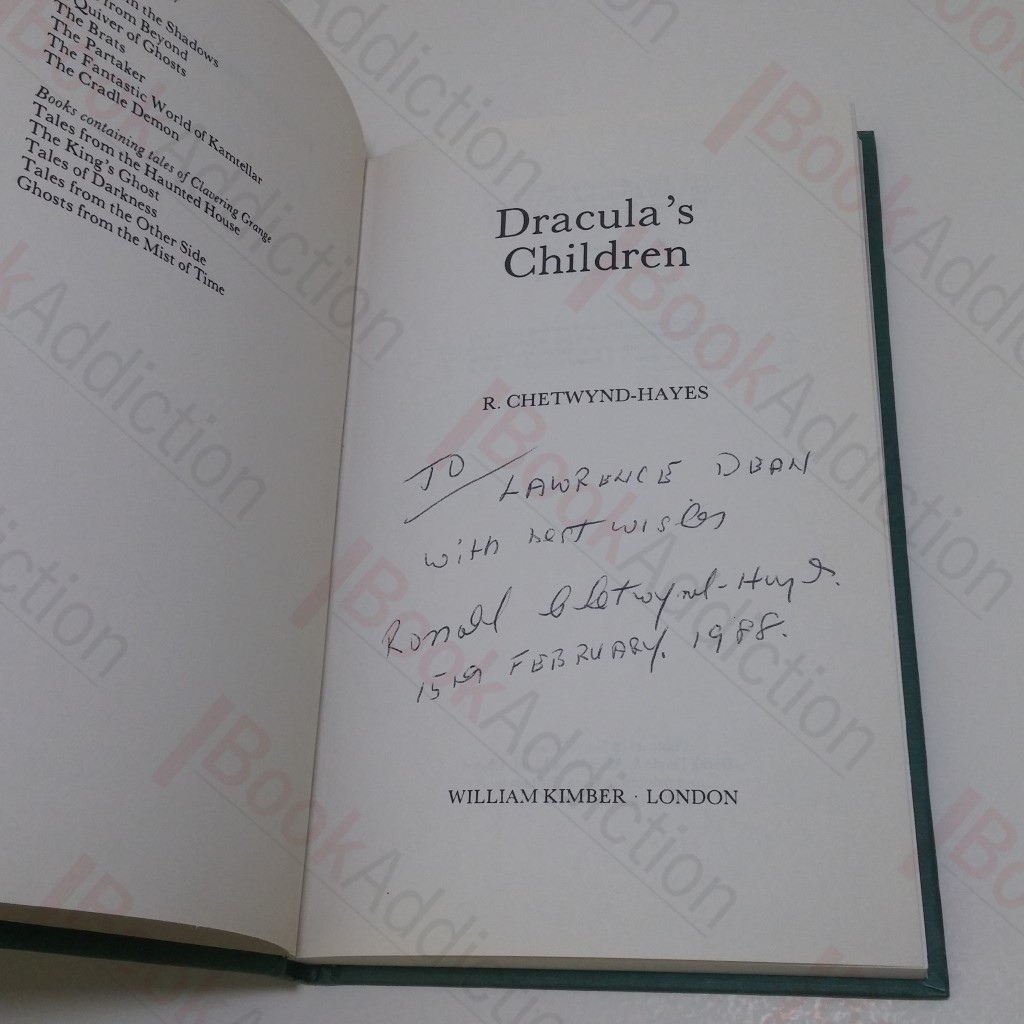 in the Shadows
from Beyond
Quiver of Ghosts
The Brats
The Partaker
The Fantastic World of Kamtellar
The Cradle Demon
Books containing tales of Clavering Grange
Tales from the Haunted House
The King's Ghost
Tales of Darkness
Tales from the Other Side
Ghosts from the Mist of Time
Dracula's
Children
R. CHETWYND-HAYES
TO LAWRENCE DEAN
with best wishes
Ronald Chetwynd-Hayes.
15th FEBRUARY. 1988.
WILLIAM KIMBER · LONDON
BookAddiction